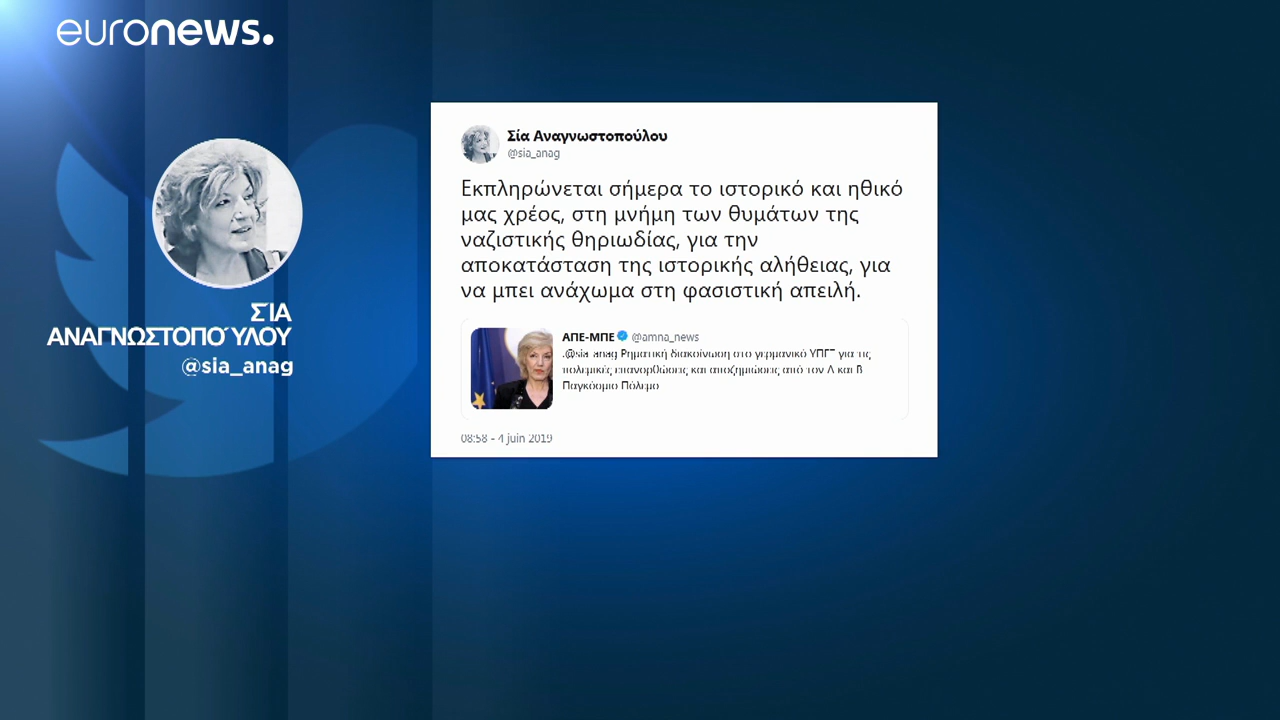 euronews.
ΣΊΑ
ΑΝΑΓΝΩΣΤΟΠΟΎΛΟΥ
@sia_anag
Σία Αναγνωστοπούλου
@sia_anag
Εκπληρώνεται σήμερα το ιστορικό και ηθικό
μας χρέος, στη μνήμη των θυμάτων της
ναζιστικής θηριωδίας, για την
αποκατάσταση της ιστορικής αλήθειας, για
να μπει ανάχωμα στη φασιστική απειλή.
ΑΠΕ-ΜΠΕ @amna_news
.@sia_anag Ρηματική διακοίνωση στο γερμανικό ΥΠΕΞ για τις
πολεμικές επανορθώσεις και αποζημιώσεις από τον Α και Β
Παγκόσμιο Πόλεμο
08:58 - 4 juin 2019